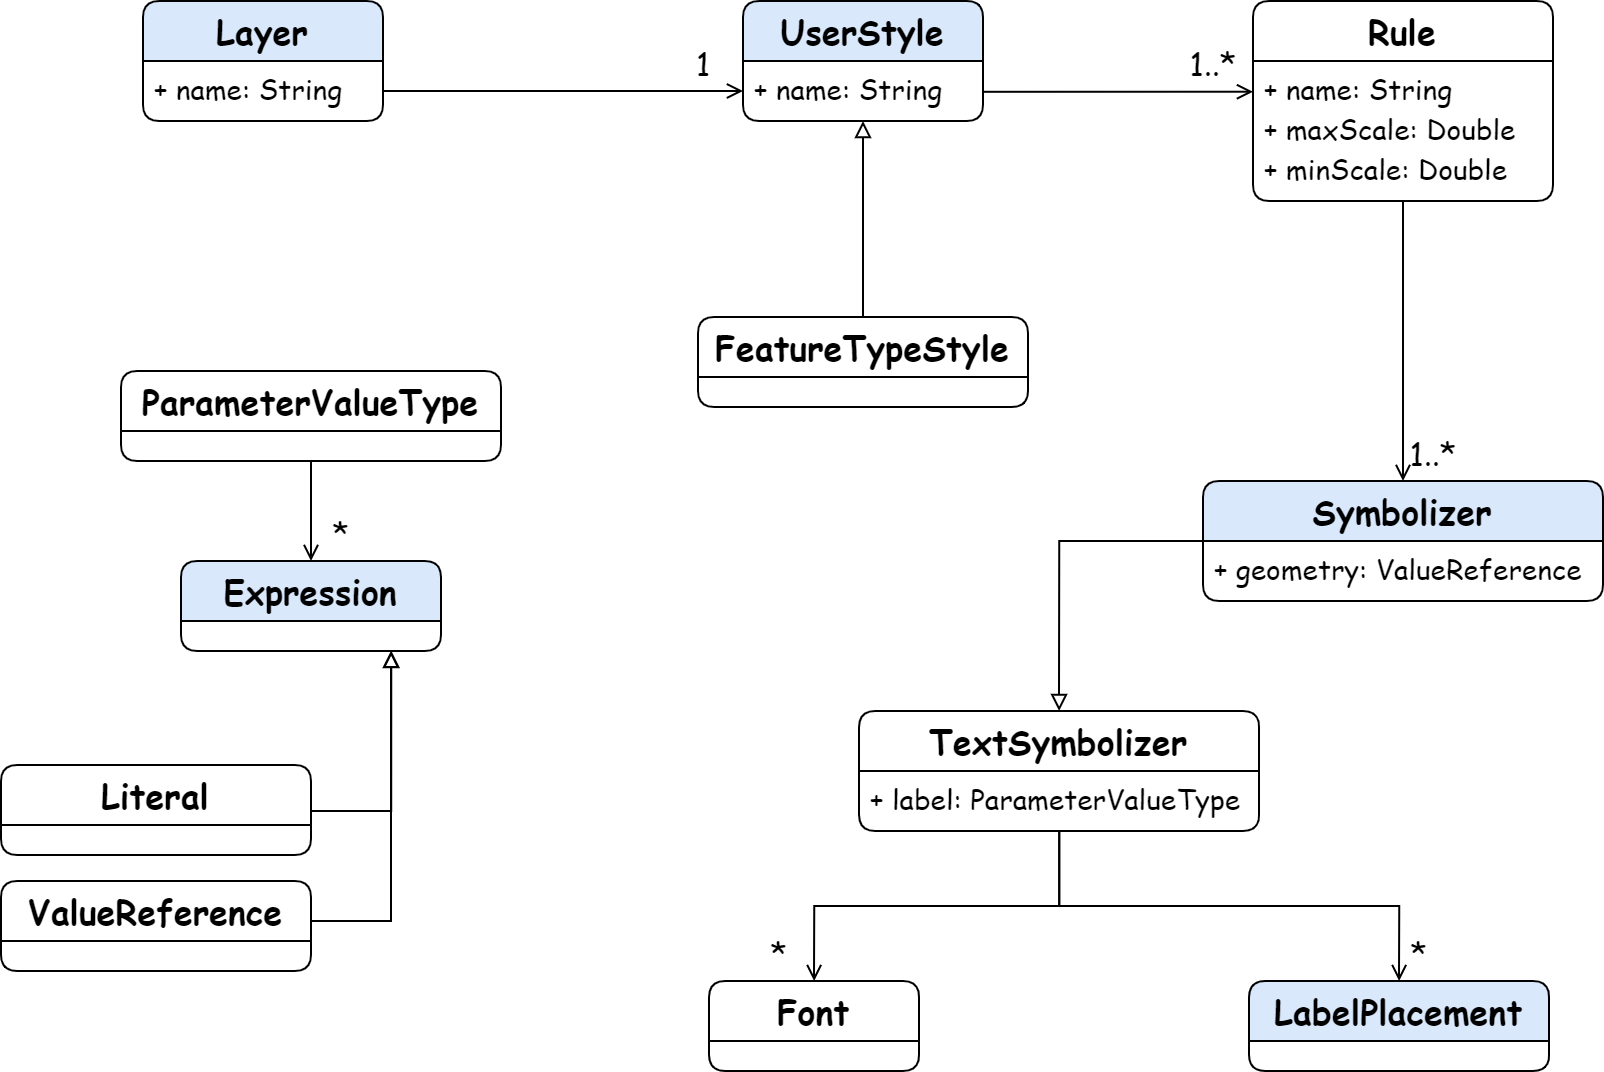 Layer
+ name: String
1
UserStyle
+ name: String
1..*
Rule
+ name: String
+ maxScale: Double
+ minScale: Double
FeatureTypeStyle
ParameterValueType
*
Expression
1..*
Symbolizer
+ geometry: ValueReference
TextSymbolizer
+ label: ParameterValueType
Literal
ValueReference
*
Font
*
LabelPlacement